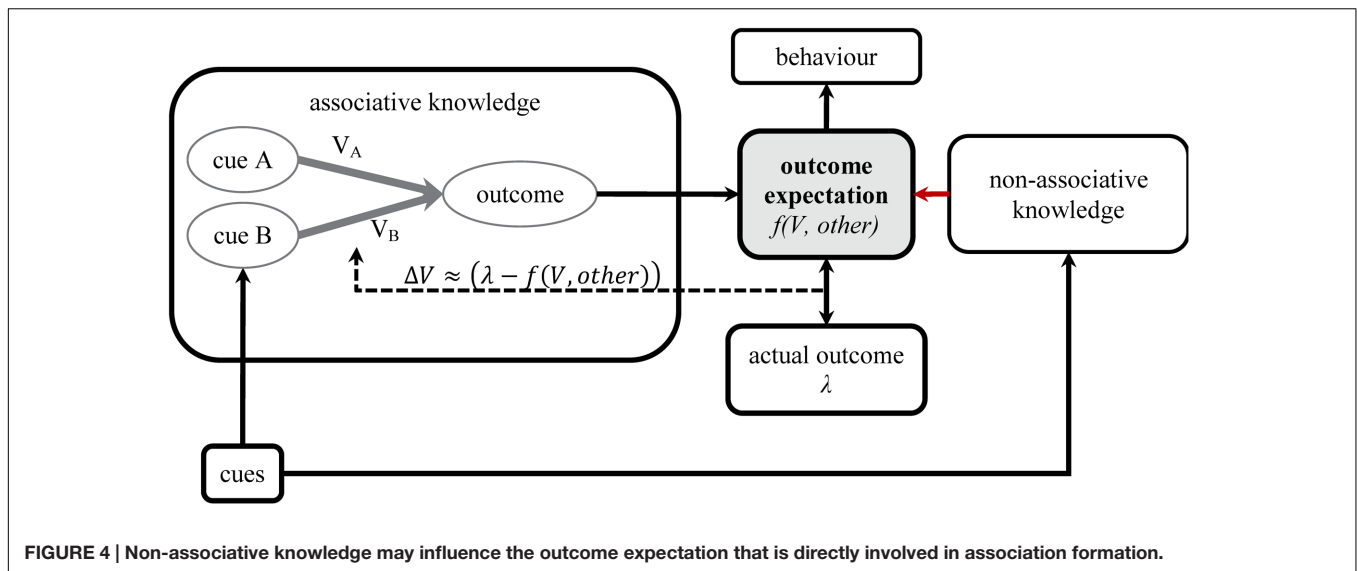 behaviour
associative knowledge
cue A
V_A
outcome
cue B
V_B
outcome
expectation
f(V, other)
non-associative
knowledge
ΔV ≈ (λ − f(V, other))
actual outcome
λ
cues
FIGURE 4 | Non-associative knowledge may influence the outcome expectation that is directly involved in association formation.